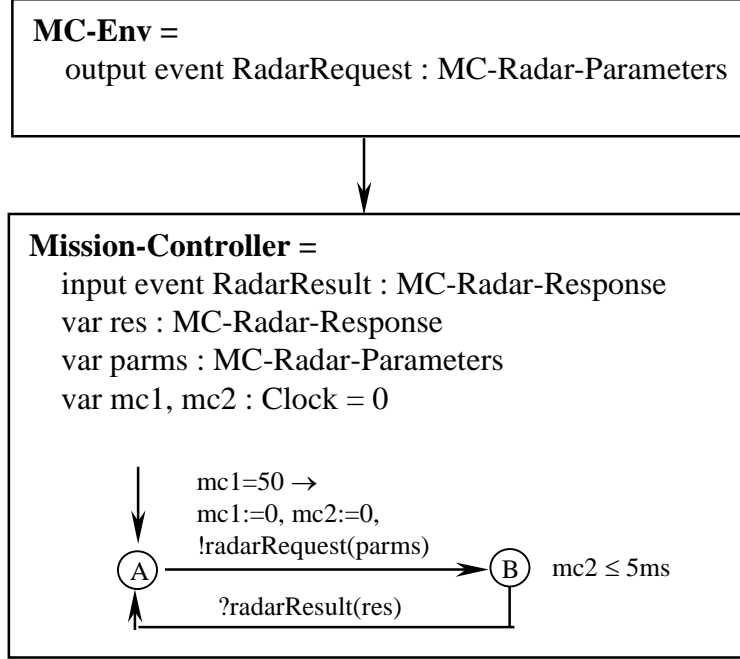 MC-Env =
output event RadarRequest : MC-Radar-Parameters
Mission-Controller =
input event RadarResult : MC-Radar-Response
var res : MC-Radar-Response
var parms : MC-Radar-Parameters
var mc1, mc2 : Clock = 0
mc1=50 →
mc1:=0, mc2:=0,
!radarRequest(parms)
A
B
mc2 ≤ 5ms
?radarResult(res)